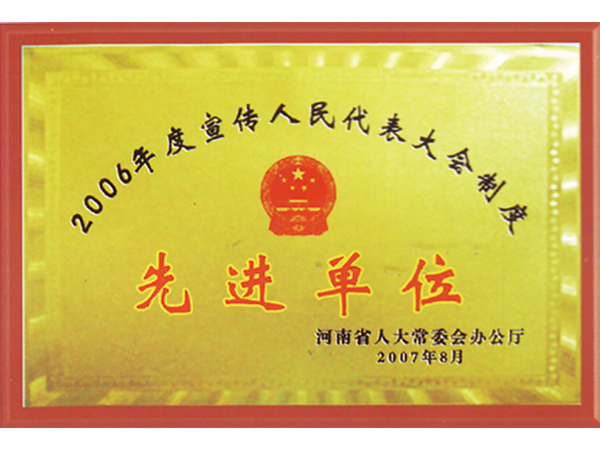 2006年度宣传人民代表大会制度
先进单位
河南省人大常委会办公厅
2007年8月